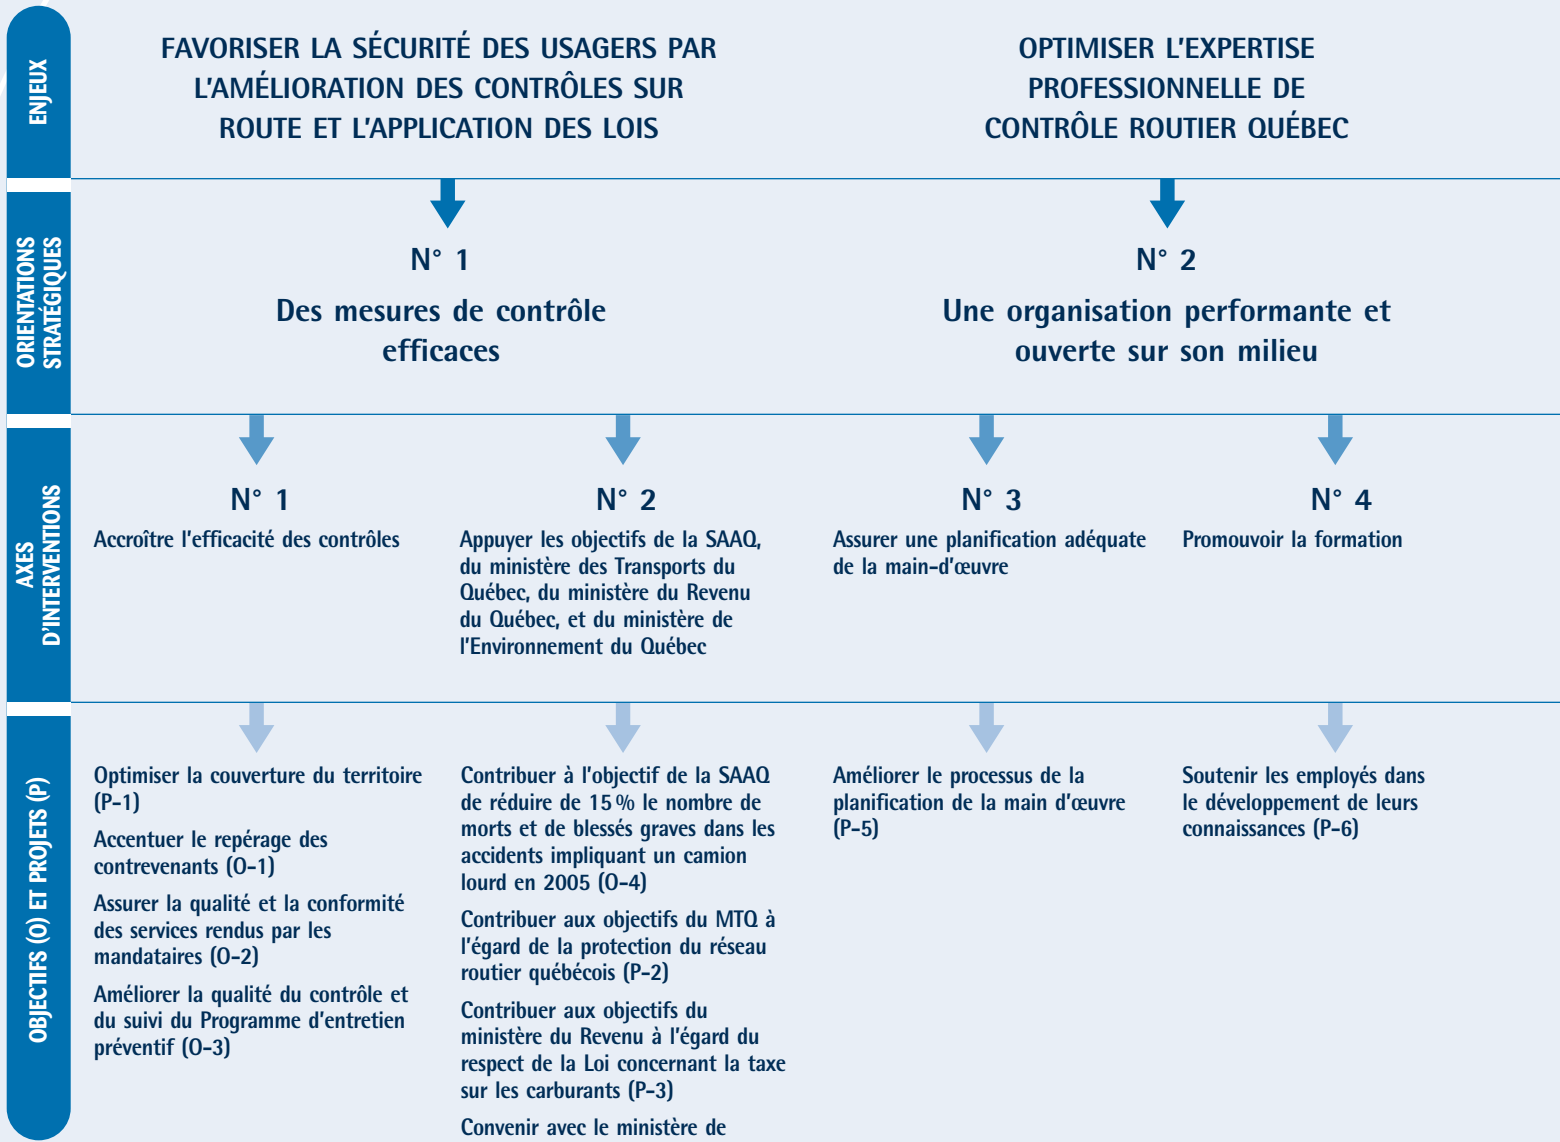 ENJEUX
FAVORISER LA SÉCURITÉ DES USAGERS PAR
L'AMÉLIORATION DES CONTRÔLES SUR
ROUTE ET L'APPLICATION DES LOIS
OPTIMISER L'EXPERTISE
PROFESSIONNELLE DE
CONTRÔLE ROUTIER QUÉBEC
ORIENTATIONS
STRATÉGIQUES
N° 1
Des mesures de contrôle
efficaces
N° 2
Une organisation performante et
ouverte sur son milieu
AXES
D'INTERVENTIONS
N° 1
Accroître l'efficacité des contrôles
N° 2
Appuyer les objectifs de la SAAQ,
du ministère des Transports du
Québec, du ministère du Revenu
du Québec, et du ministère de
l'Environnement du Québec
N° 3
Assurer une planification adéquate
de la main-d'œuvre
N° 4
Promouvoir la formation
OBJECTIFS (O) ET PROJETS (P)
Optimiser la couverture du territoire
(P-1)
Accentuer le repérage des
contrevenants (O-1)
Assurer la qualité et la conformité
des services rendus par les
mandataires (O-2)
Améliorer la qualité du contrôle et
du suivi du Programme d'entretien
préventif (O-3)
Contribuer à l'objectif de la SAAQ
de réduire de 15 % le nombre de
morts et de blessés graves dans les
accidents impliquant un camion
lourd en 2005 (O-4)
Contribuer aux objectifs du MTQ à
l'égard de la protection du réseau
routier québécois (P-2)
Contribuer aux objectifs du
ministère du Revenu à l'égard du
respect de la Loi concernant la taxe
sur les carburants (P-3)
Convenir avec le ministère de
Améliorer le processus de la
planification de la main d'œuvre
(P-5)
Soutenir les employés dans
le développement de leurs
connaissances (P-6)